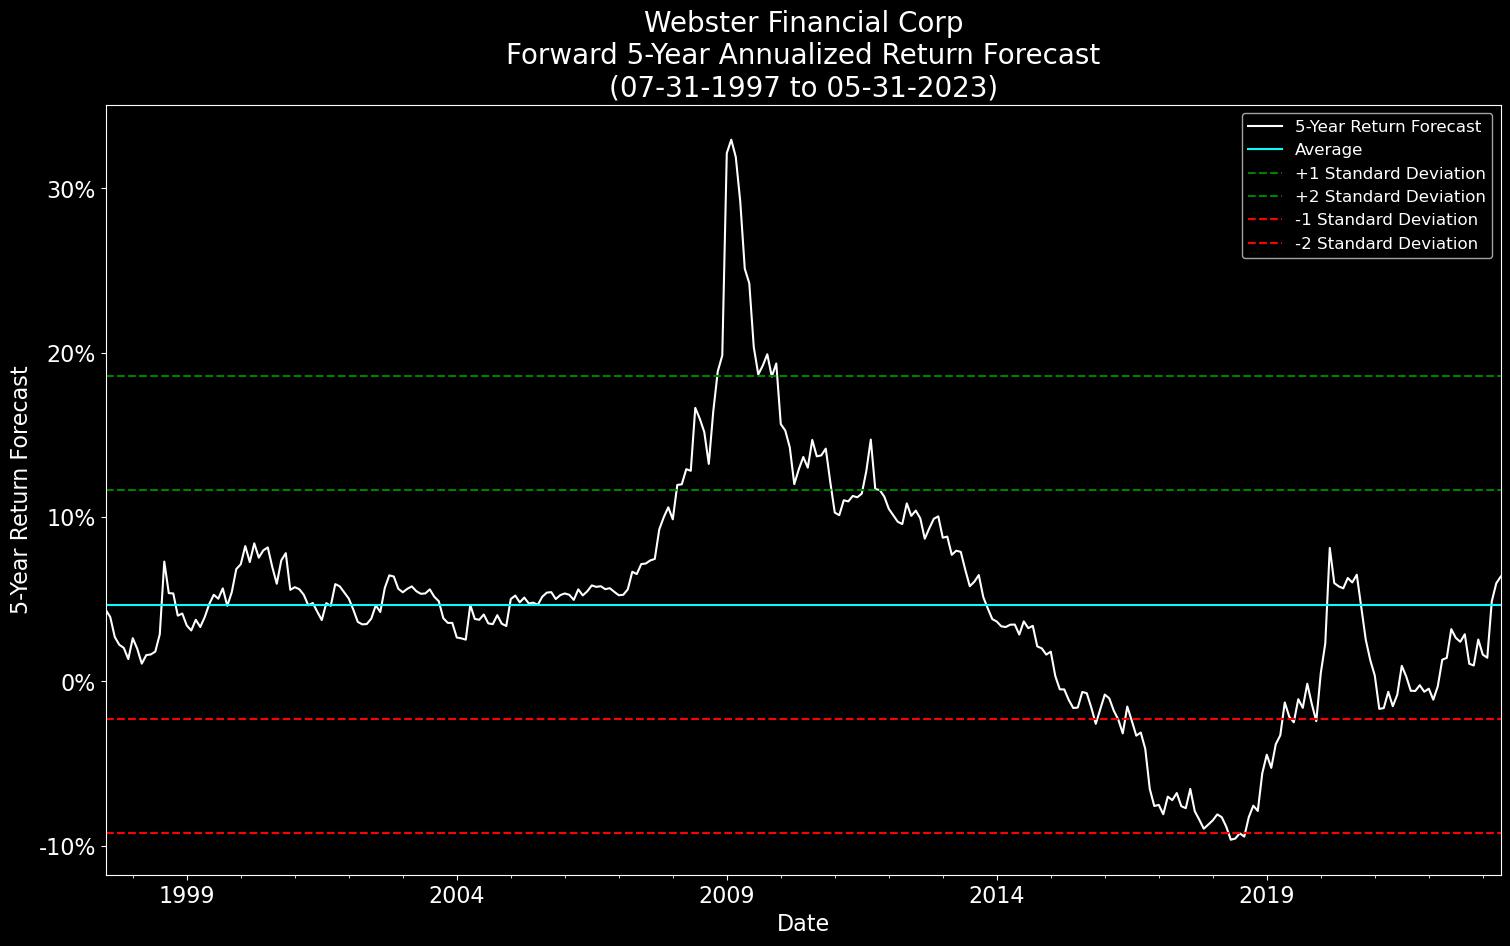 Webster Financial Corp
Forward 5-Year Annualized Return Forecast
(07-31-1997 to 05-31-2023)
5-Year Return Forecast
Average
+1 Standard Deviation
+2 Standard Deviation
-1 Standard Deviation
-2 Standard Deviation
30%
20%
10%
0%
-10%
5-Year Return Forecast
1999 2004 2009 2014 2019
Date